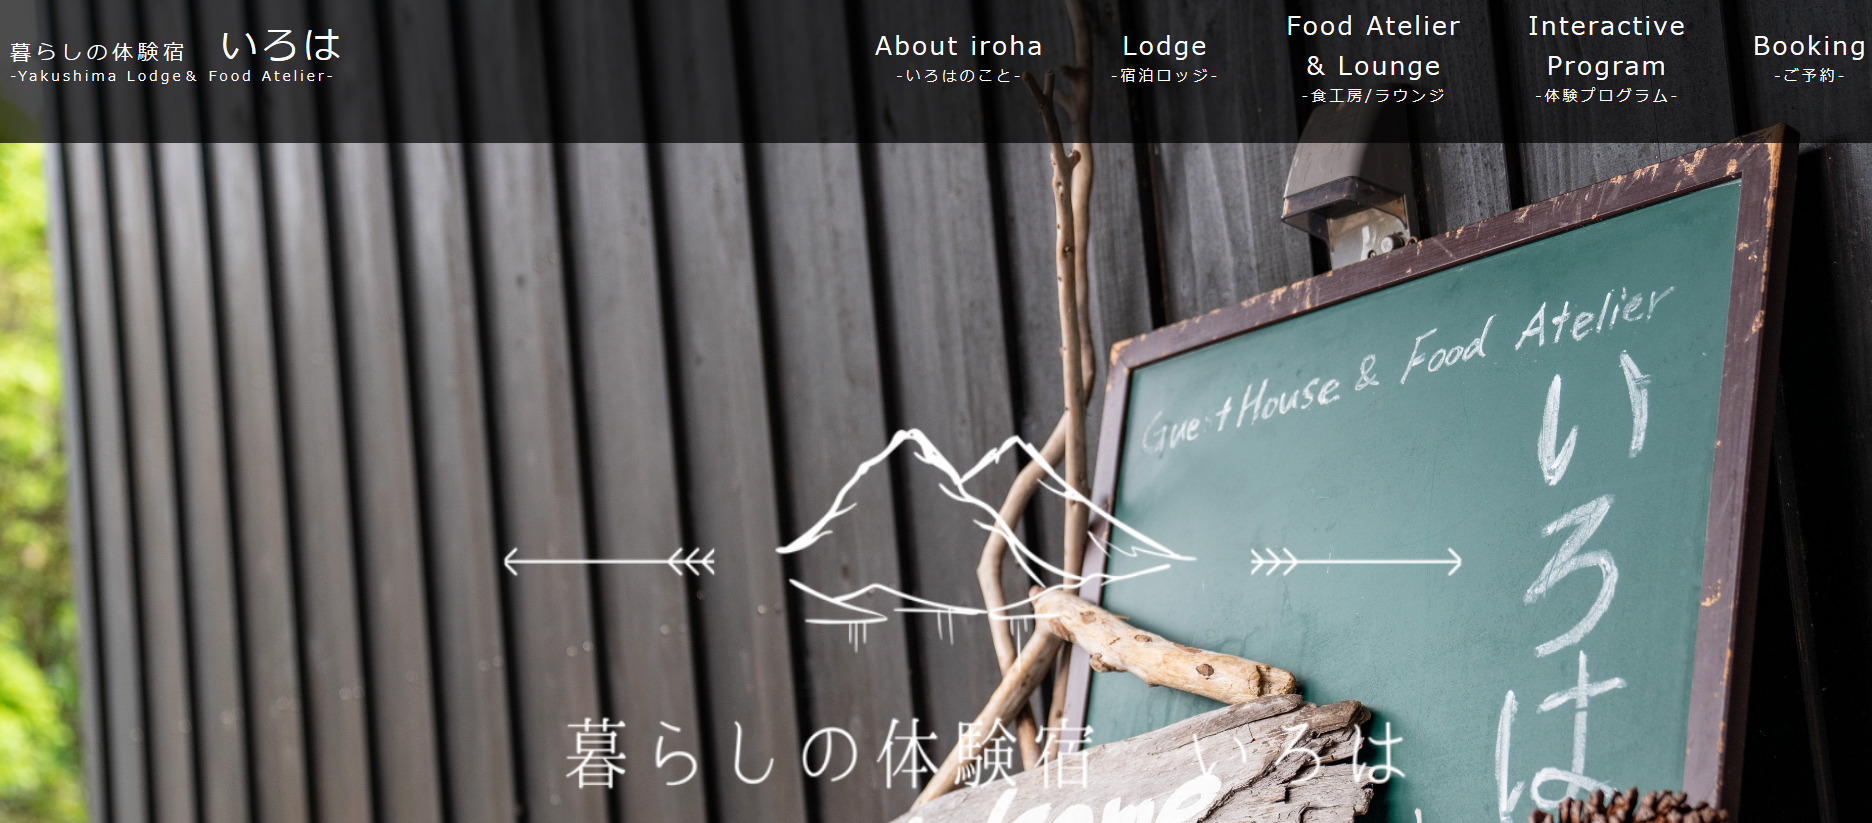 暮らしの体験宿 いろは
-Yakushima Lodge& Food Atelier-
About iroha
-いろはのこと-
Lodge
-宿泊ロッジ-
Food Atelier
& Lounge
-食工房/ラウンジ
Interactive
Program
-体験プログラム-
Booking
-ご予約-
Guest House & Food Atelier
いろは
暮らしの体験宿 いろは